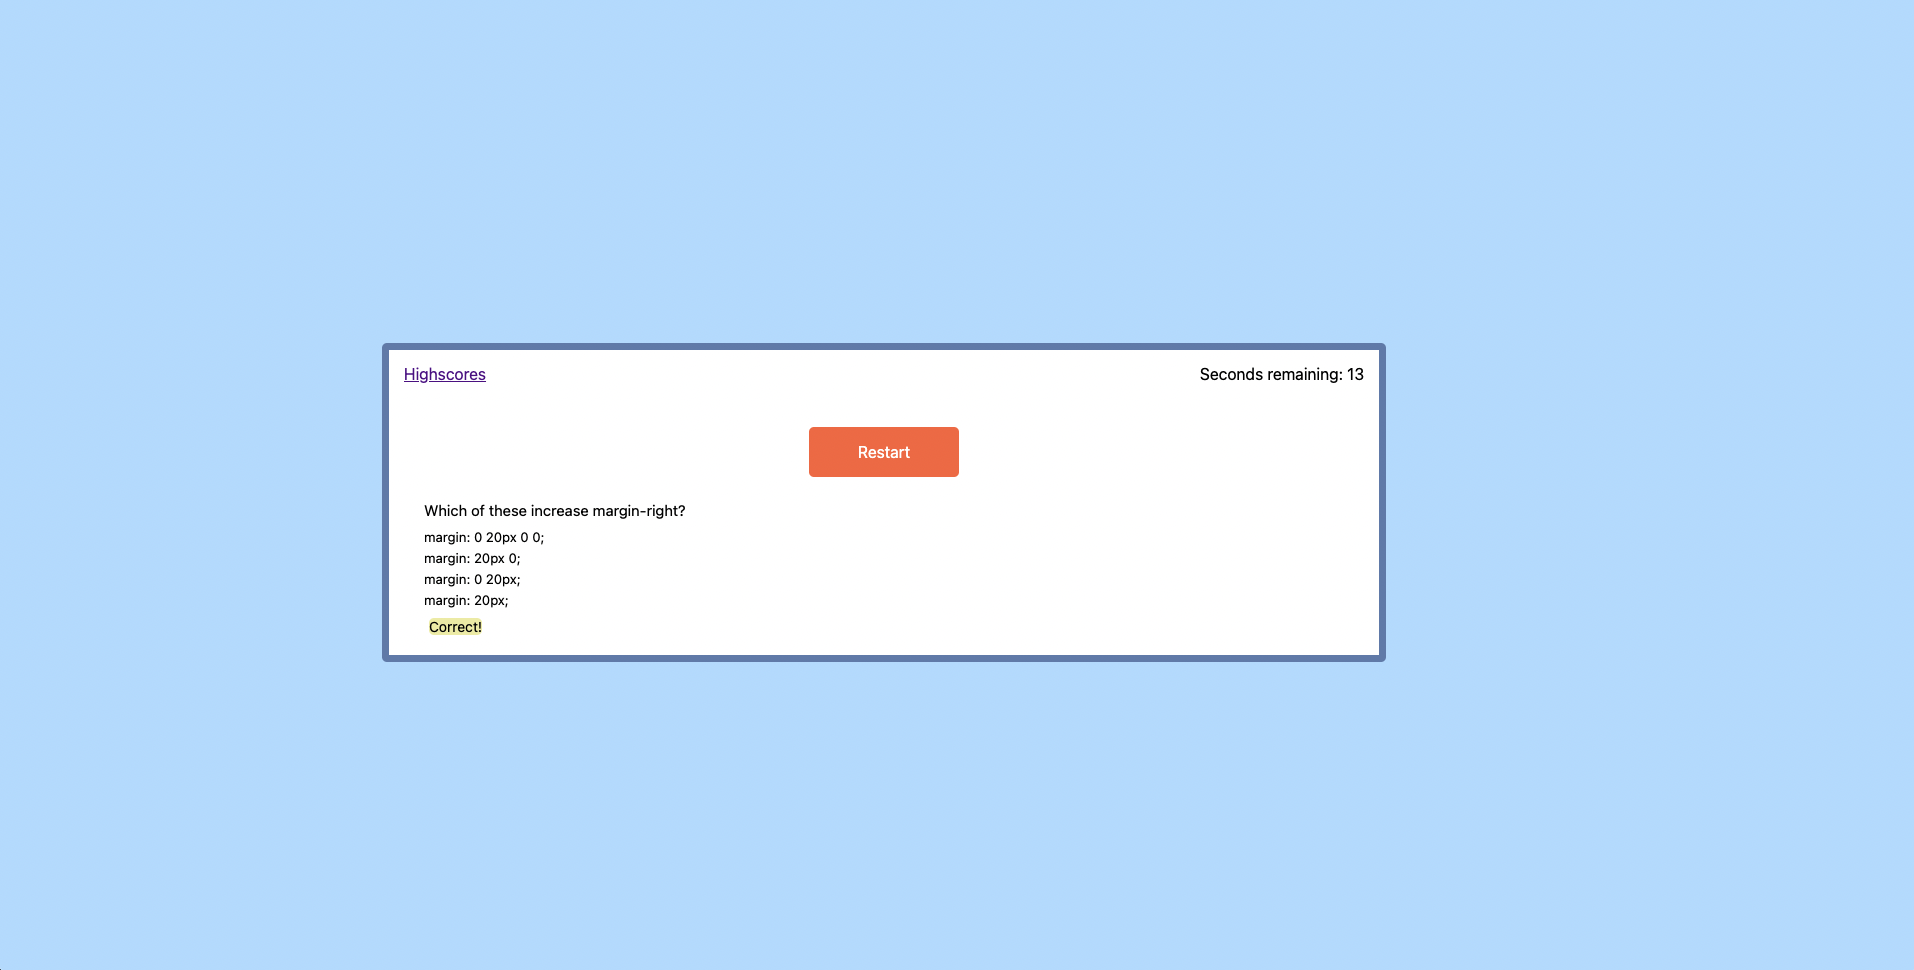 Highscores
Seconds remaining: 13
Restart
Which of these increase margin-right?
margin: 0 20px 0 0;
margin: 20px 0;
margin: 0 20px;
margin: 20px;
Correct!